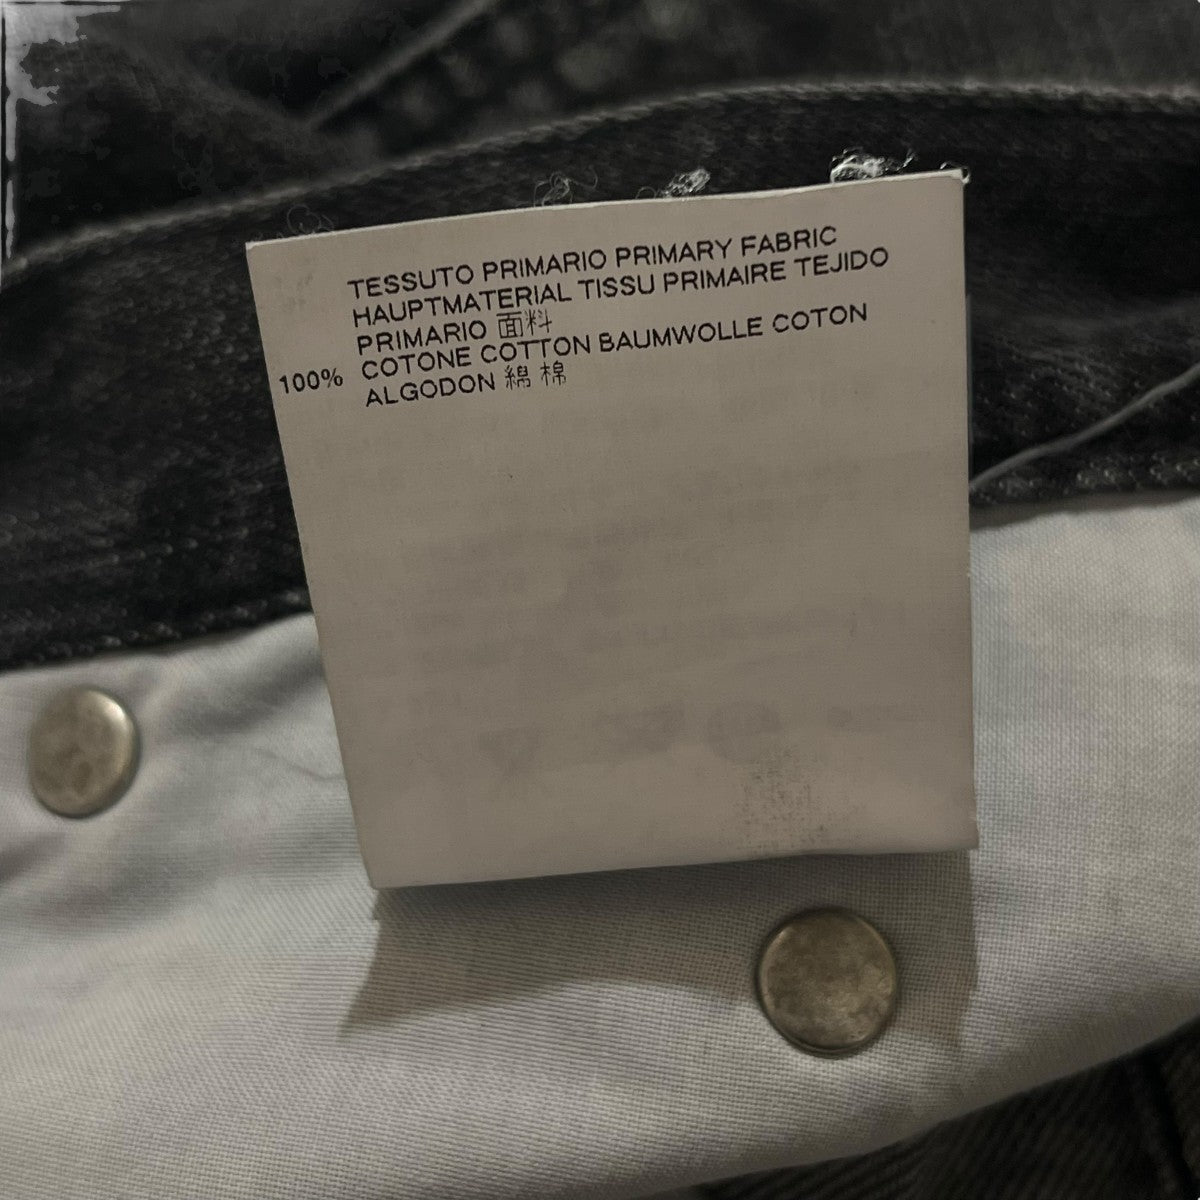 TESSUTO PRIMARIO PRIMARY FABRIC
HAUPTMATERIAL TISSU PRIMAIRE TEJIDO
PRIMARIO 面料
100% COTONE COTTON BAUMWOLLE COTON
ALGODON 綿 棉